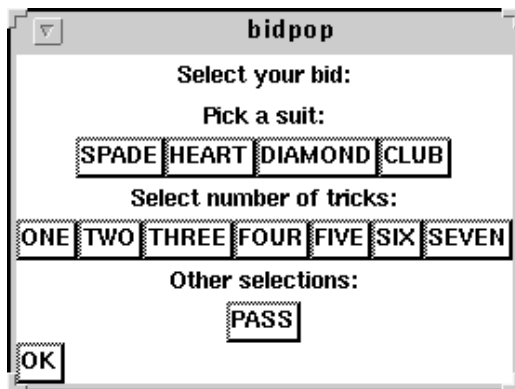 bidpop
Select your bid:
Pick a suit:
SPADE HEART DIAMOND CLUB
Select number of tricks:
ONE TWO THREE FOUR FIVE SIX SEVEN
Other selections:
PASS
OK